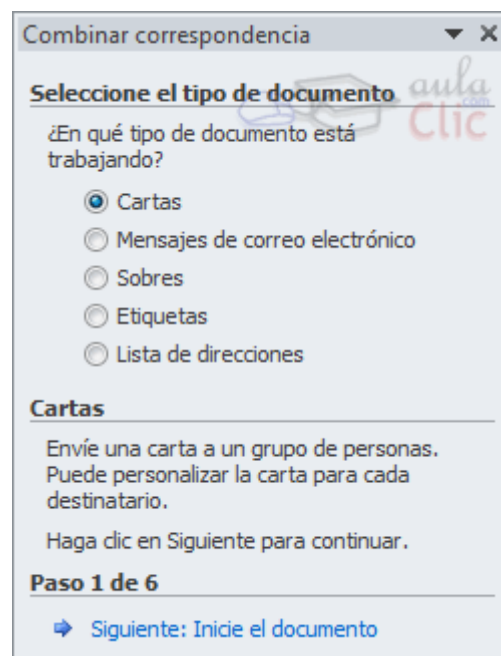 Combinar correspondencia
aula
.com
Clic
Seleccione el tipo de documento
¿En qué tipo de documento está
trabajando?
Cartas
Mensajes de correo electrónico
Sobres
Etiquetas
Lista de direcciones
Cartas
Envíe una carta a un grupo de personas.
Puede personalizar la carta para cada
destinatario.
Haga clic en Siguiente para continuar.
Paso 1 de 6
Siguiente: Inicie el documento